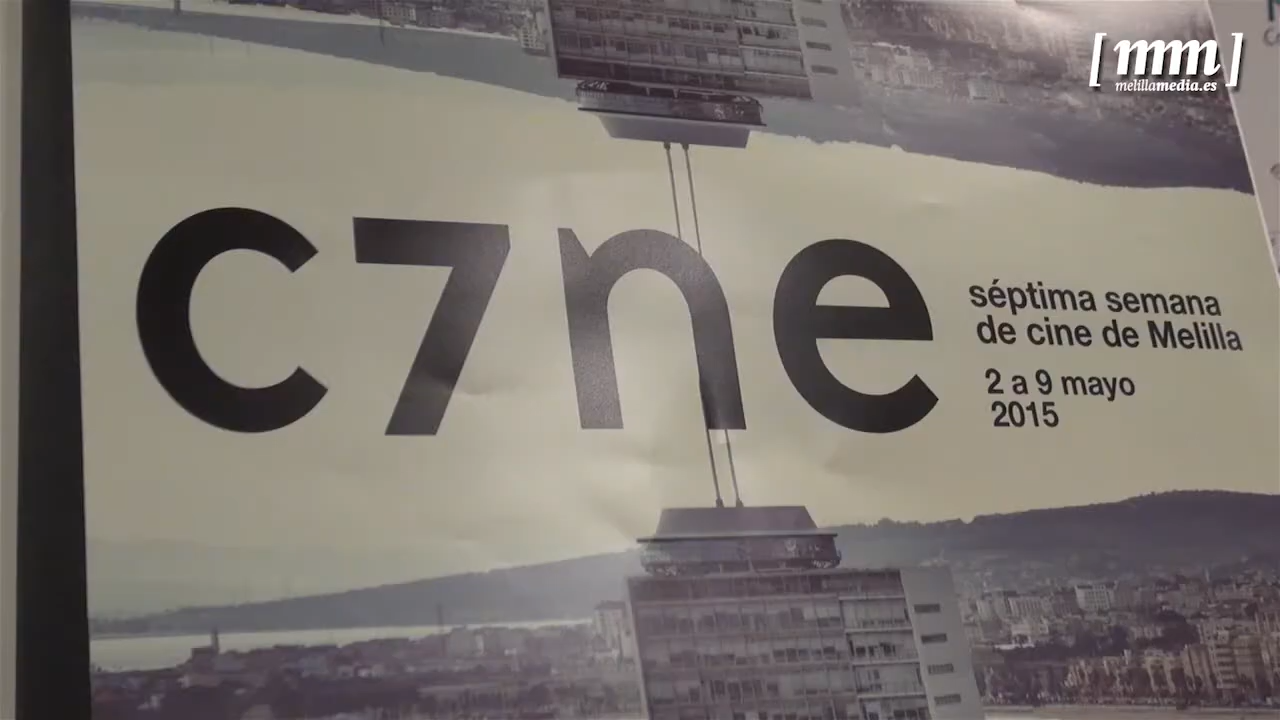 [mm]
melillamedia.es
c7ne
séptima semana
de cine de Melilla
2 a 9 mayo
2015